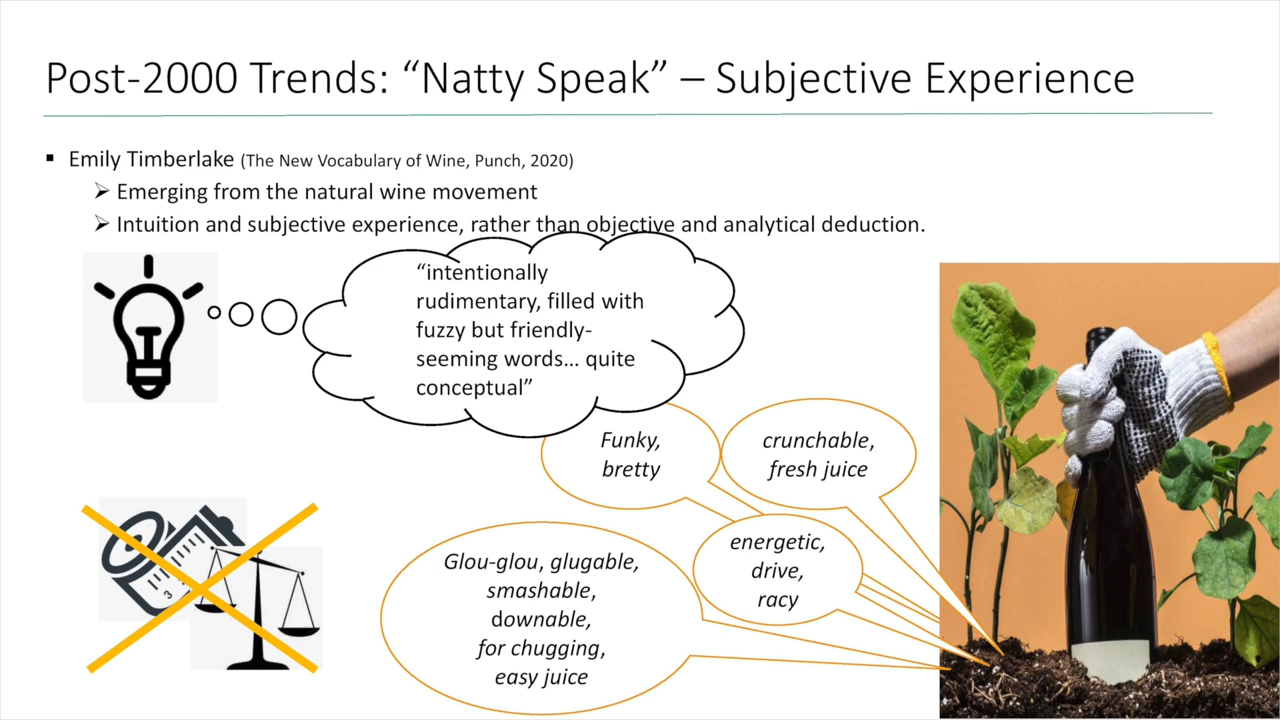 Post-2000 Trends: “Natty Speak” – Subjective Experience
▪ Emily Timberlake (The New Vocabulary of Wine, Punch, 2020)
➢ Emerging from the natural wine movement
➢ Intuition and subjective experience, rather than objective and analytical deduction.
“intentionally
rudimentary, filled with
fuzzy but friendly-
seeming words… quite
conceptual”
Funky,
bretty
crunchable,
fresh juice
energetic,
drive,
racy
Glou-glou, glugable,
smashable,
downable,
for chugging,
easy juice
3